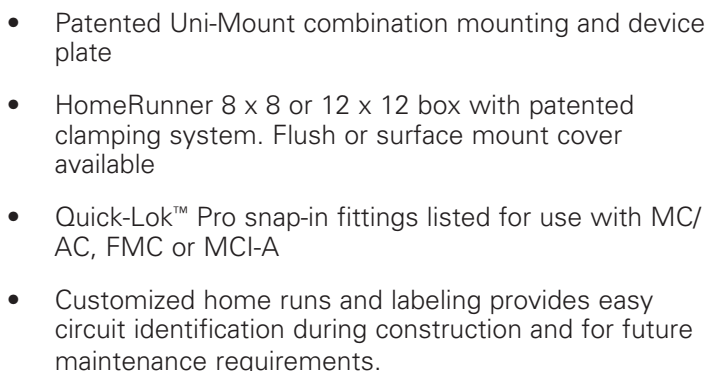 • Patented Uni-Mount combination mounting and device
plate
• HomeRunner 8 x 8 or 12 x 12 box with patented
clamping system. Flush or surface mount cover
available
• Quick-Lok™ Pro snap-in fittings listed for use with MC/
AC, FMC or MCI-A
• Customized home runs and labeling provides easy
circuit identification during construction and for future
maintenance requirements.